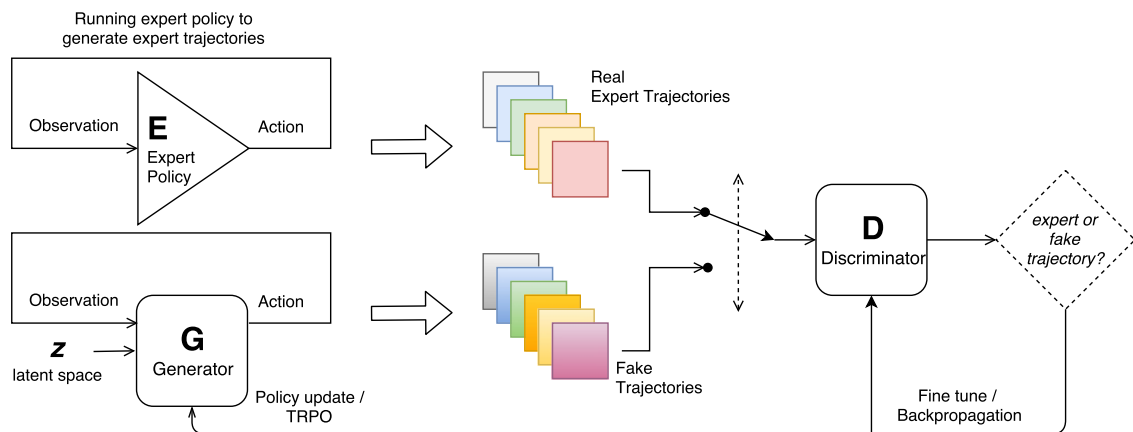 Running expert policy to
generate expert trajectories
Observation
E
Expert
Policy
Action
Real
Expert Trajectories
Observation
z
latent space
G
Generator
Action
Policy update /
TRPO
Fake
Trajectories
D
Discriminator
expert or
fake
trajectory?
Fine tune /
Backpropagation